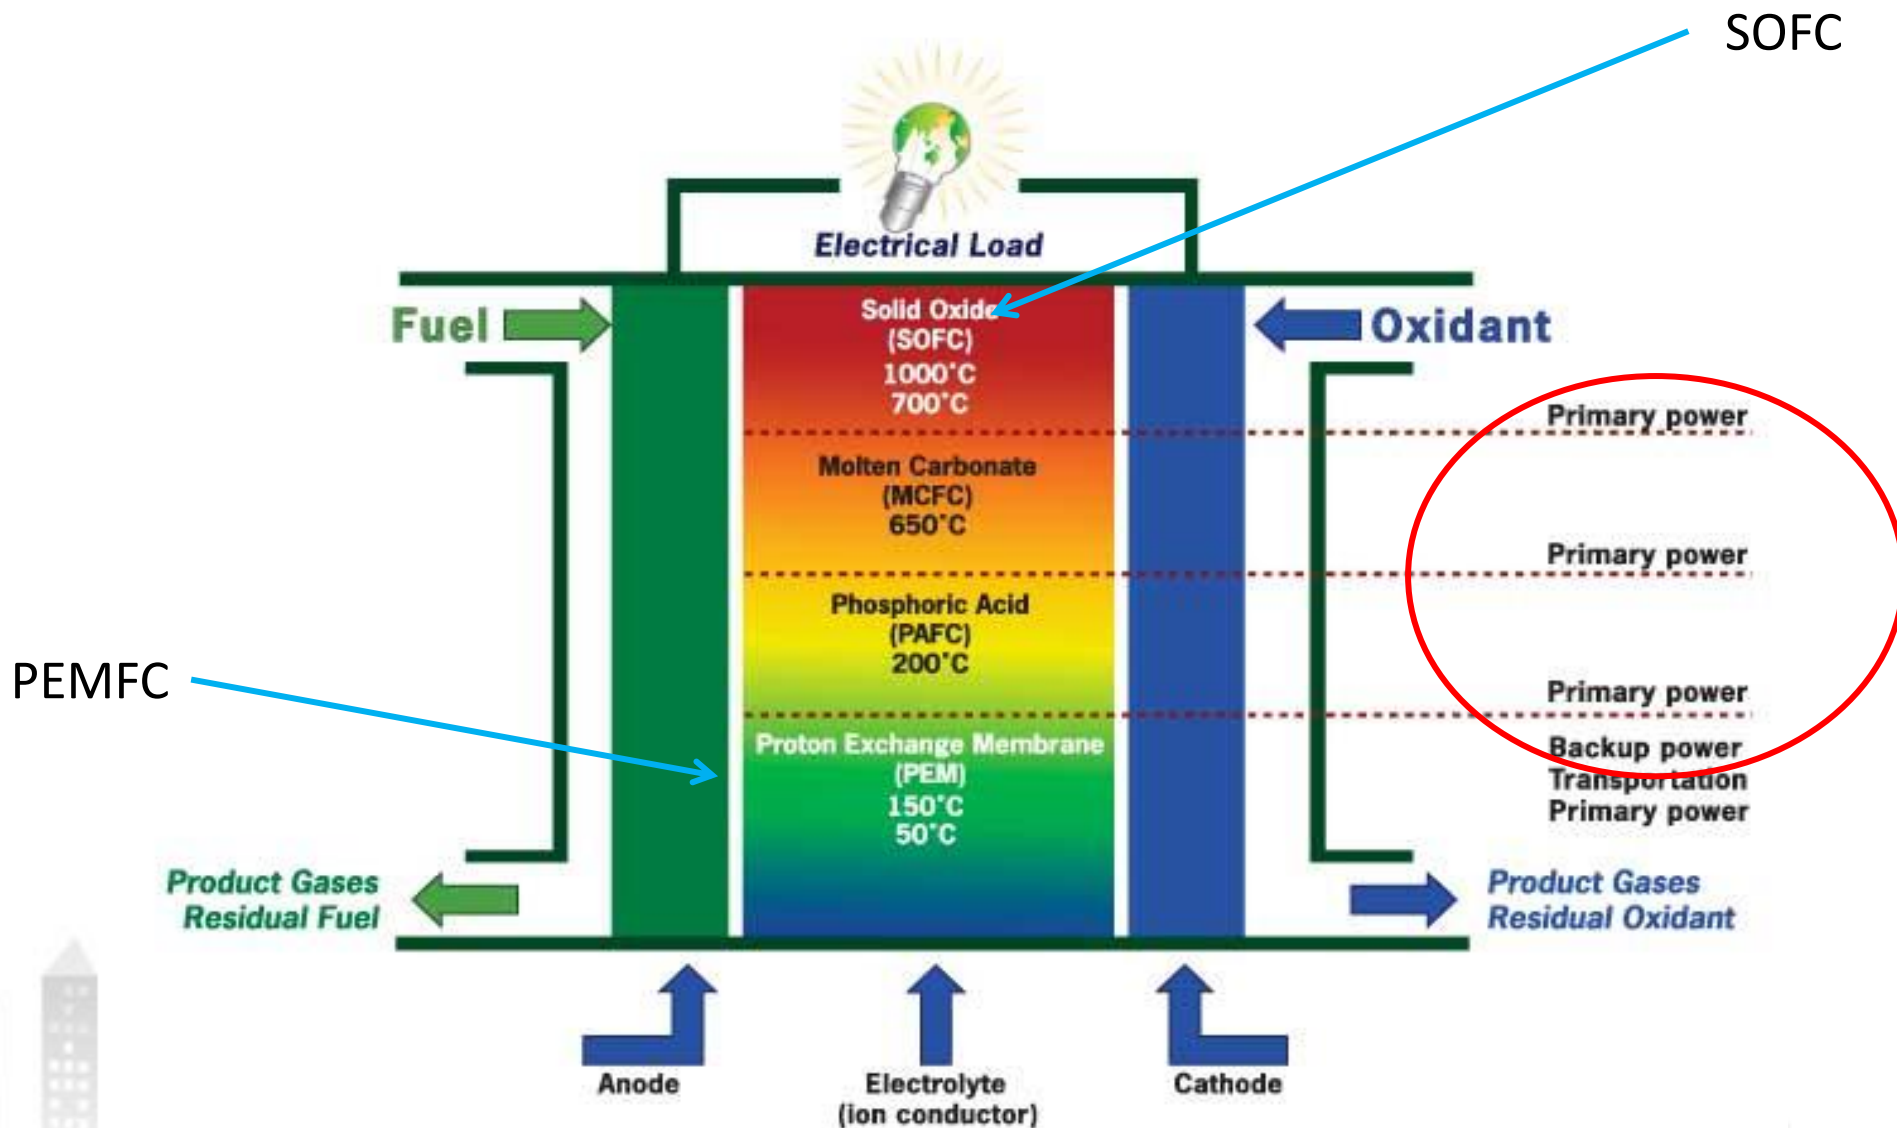 SOFC
Electrical Load
Fuel
Oxidant
Solid Oxide
(SOFC)
1000°C
700°C
Primary power
Molten Carbonate
(MCFC)
650°C
Primary power
Phosphoric Acid
(PAFC)
200°C
PEMFC
Primary power
Proton Exchange Membrane
(PEM)
150°C
50°C
Backup power
Transportation
Primary power
Product Gases
Residual Fuel
Product Gases
Residual Oxidant
Anode
Electrolyte
(ion conductor)
Cathode